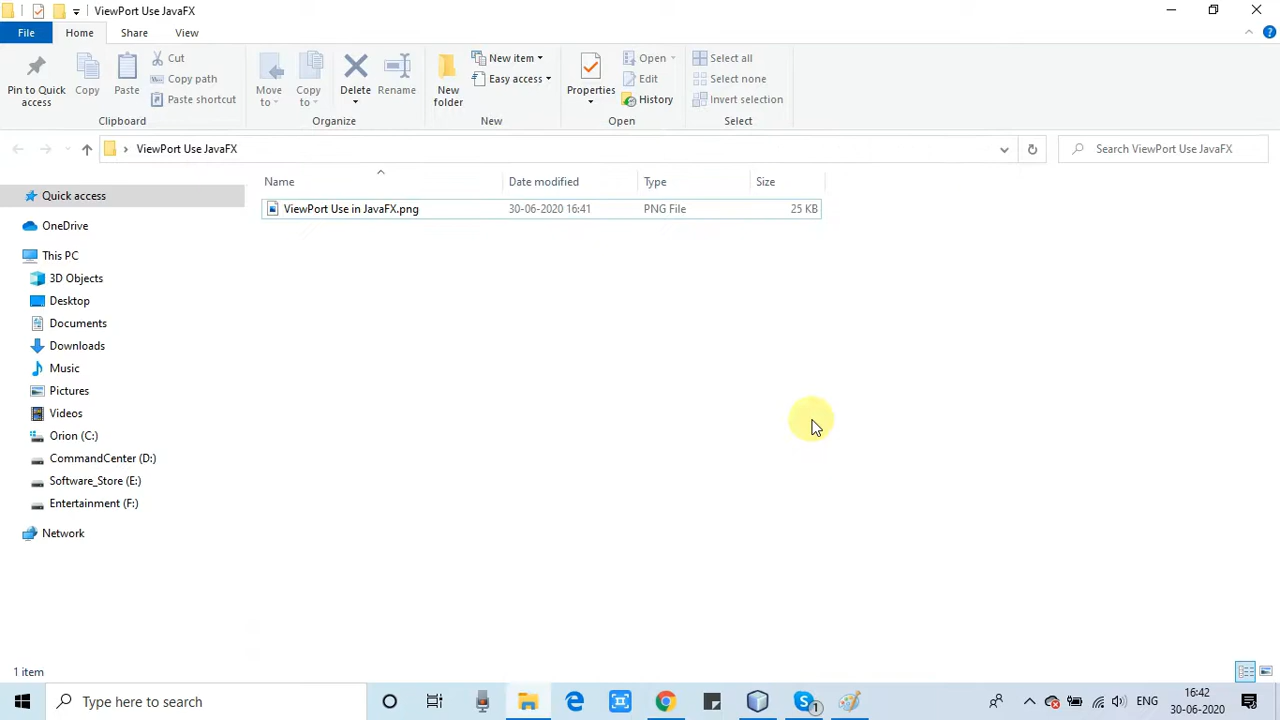 ViewPort Use JavaFX
File Home Share View
Pin to Quick access
Copy
Paste
Cut
Copy path
Paste shortcut
Clipboard
Move to
Copy to
Delete
Rename
Organize
New folder
New item
Easy access
New
Properties
Open
Edit
History
Open
Select all
Select none
Invert selection
Select
ViewPort Use JavaFX
Search ViewPort Use JavaFX
Name Date modified Type Size
ViewPort Use in JavaFX.png 30-06-2020 16:41 PNG File 25 KB
Quick access
OneDrive
This PC
3D Objects
Desktop
Documents
Downloads
Music
Pictures
Videos
Orion (C:)
CommandCenter (D:)
Software_Store (E:)
Entertainment (F:)
Network
1 item
Type here to search
1
ENG
16:42
30-06-2020